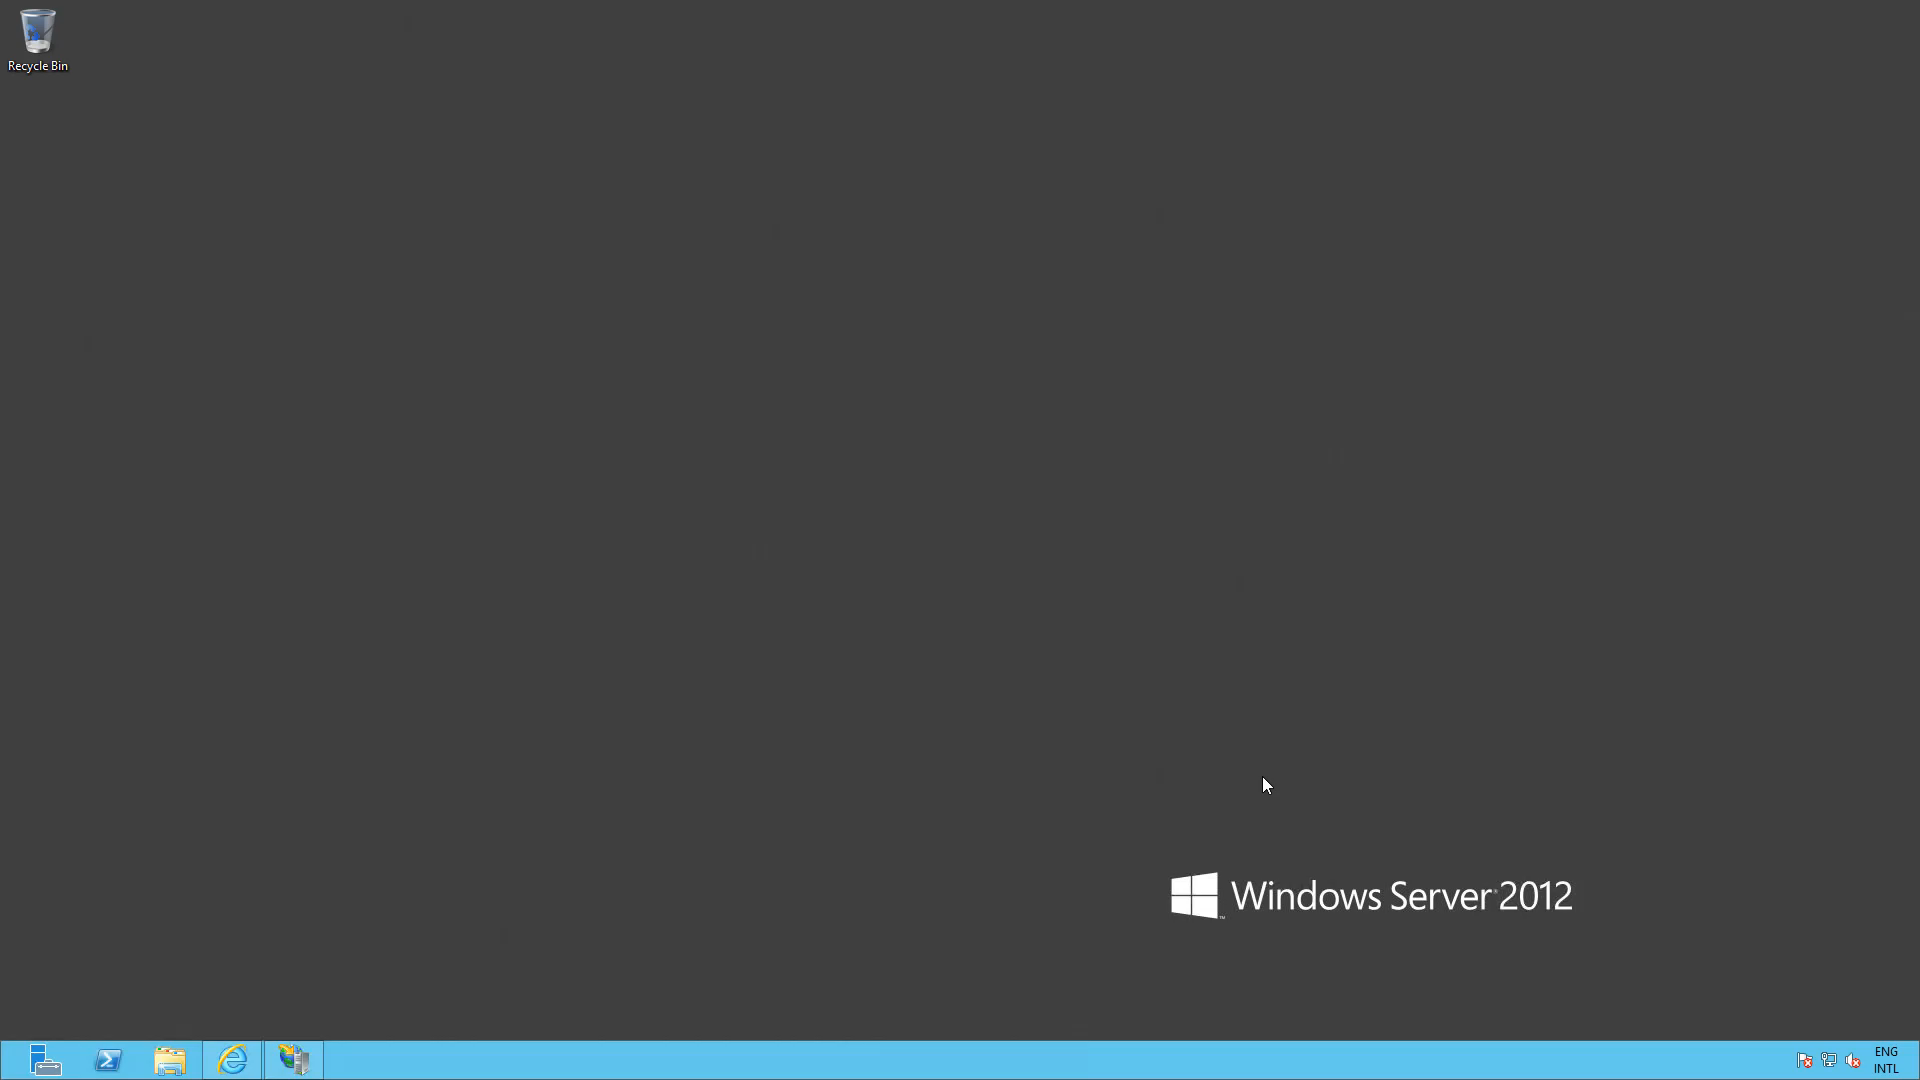 Recycle Bin
Windows Server 2012
ENG
INTL